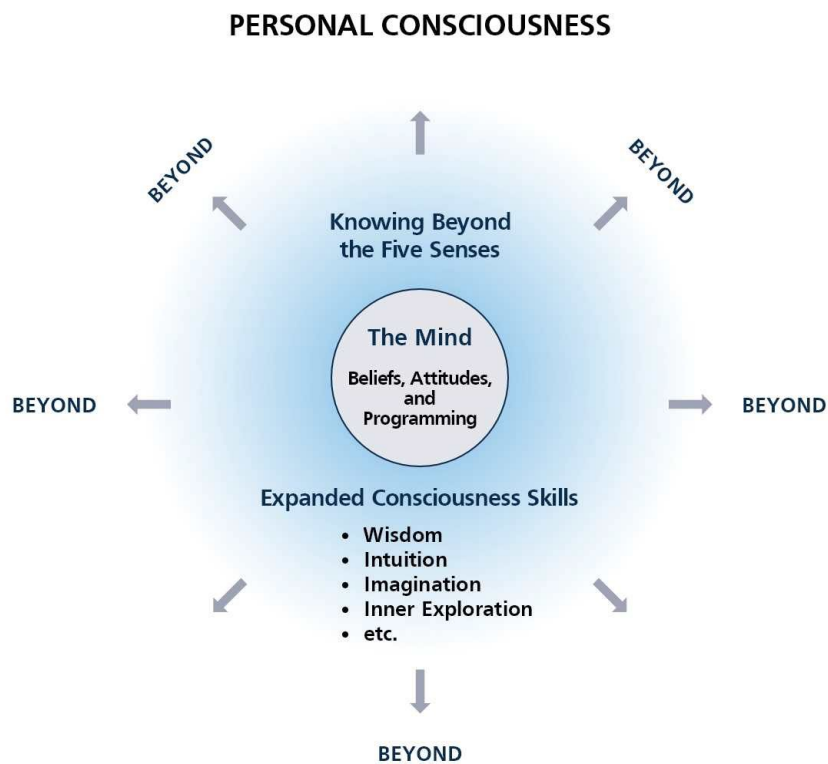 PERSONAL CONSCIOUSNESS
BEYOND
BEYOND
Knowing Beyond
the Five Senses
The Mind
Beliefs, Attitudes,
and
Programming
BEYOND
BEYOND
Expanded Consciousness Skills
• Wisdom
• Intuition
• Imagination
• Inner Exploration
• etc.
BEYOND